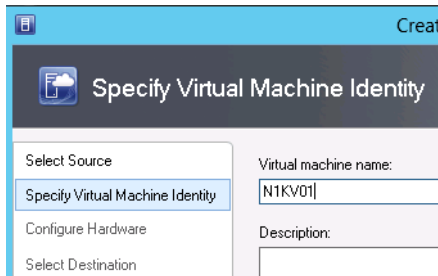 Creat
Specify Virtual Machine Identity
Select Source
Specify Virtual Machine Identity
Configure Hardware
Select Destination
Virtual machine name:
N1KV01
Description: